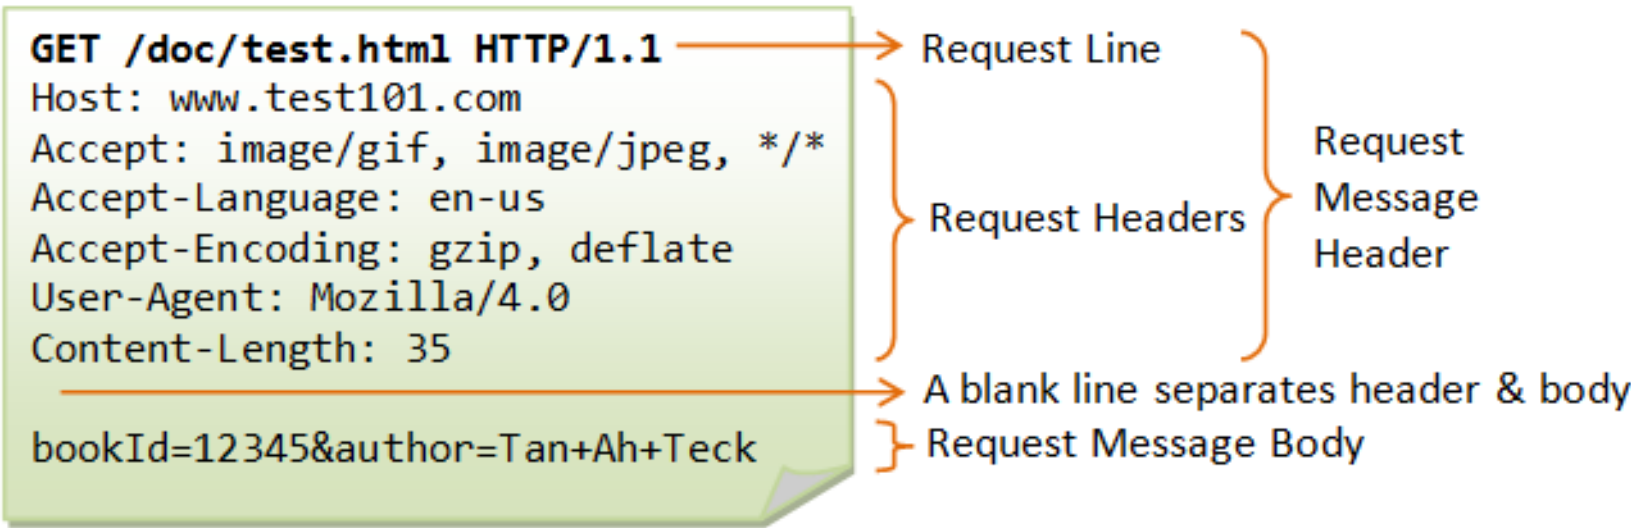 GET /doc/test.html HTTP/1.1
Host: www.test101.com
Accept: image/gif, image/jpeg, */*
Accept-Language: en-us
Accept-Encoding: gzip, deflate
User-Agent: Mozilla/4.0
Content-Length: 35
bookId=12345&author=Tan+Ah+Teck
Request Line
Request Headers
Request
Message
Header
A blank line separates header & body
Request Message Body